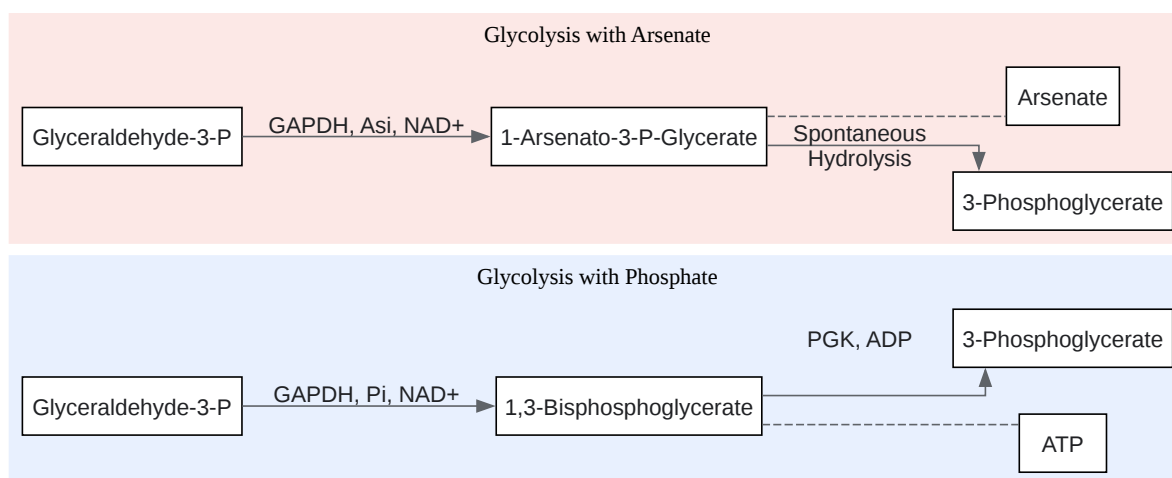 Glycolysis with Arsenate
Arsenate
Glyceraldehyde-3-P
GAPDH, Asi, NAD+
1-Arsenato-3-P-Glycerate
Spontaneous
Hydrolysis
3-Phosphoglycerate
Glycolysis with Phosphate
PGK, ADP
3-Phosphoglycerate
Glyceraldehyde-3-P
GAPDH, Pi, NAD+
1,3-Bisphosphoglycerate
ATP